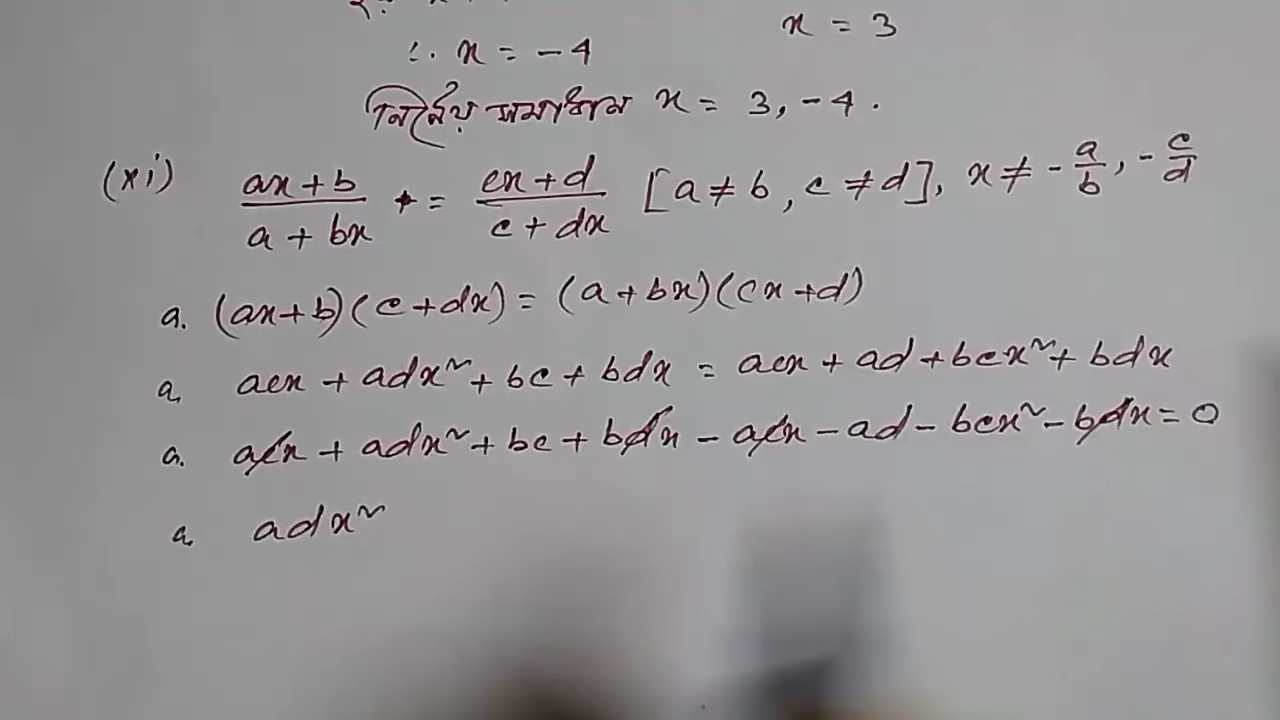 x = 3
∴ x = -4
নির্ণেয় সমাধান x = 3, -4.
(xi) (ax+b)/(a+bx) = (cx+d)/(c+dx) [a≠b, c≠d], x≠ -a/b, -c/d
বা. (ax+b)(c+dx) = (a+bx)(cx+d)
বা, acx + adx² + bc + bdx = acx + ad + bcx² + bdx
বা. acx + adx² + bc + bdx - acx - ad - bcx² - bdx = 0
বা, adx²